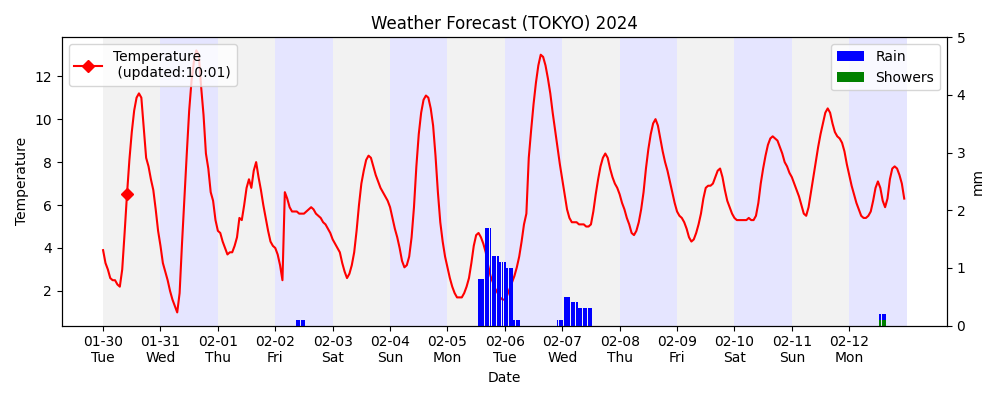 Weather Forecast (TOKYO) 2024
Temperature
(updated:10:01)
Rain
Showers
Temperature
12
10
8
6
4
2
5
4
3
2
1
0
mm
01-30 01-31 02-01 02-02 02-03 02-04 02-05 02-06 02-07 02-08 02-09 02-10 02-11 02-12
Tue Wed Thu Fri Sat Sun Mon Tue Wed Thu Fri Sat Sun Mon
Date